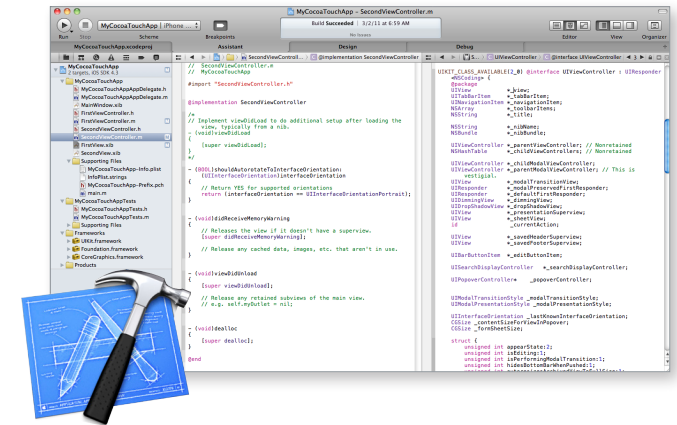 MyCocoaTouchApp – SecondViewController.m
MyCocoaTouchApp | iPhone ...
Build Succeeded | 3/2/11 at 6:59 AM
No Issues
Run Stop Scheme Breakpoints Editor View Organizer
MyCocoaTouchApp.xcodeproj Assistant Design Debug
MyCocoaTouchApp
2 targets, iOS SDK 4.3
MyCocoaTouchApp
MyCocoaTouchAppAppDelegate.h
MyCocoaTouchAppAppDelegate.m
MainWindow.xib
FirstViewController.h
FirstViewController.m
SecondViewController.h
SecondViewController.m
FirstView.xib
SecondView.xib
Supporting Files
MyCocoaTouchApp-Info.plist
InfoPlist.strings
MyCocoaTouchApp-Prefix.pch
main.m
MyCocoaTouchAppTests
MyCocoaTouchAppTests.h
MyCocoaTouchAppTests.m
Supporting Files
Frameworks
UIKit.framework
Foundation.framework
CoreGraphics.framework
Products
SecondViewControll... @implementation SecondViewController
//  SecondViewController.m
//  MyCocoaTouchApp
#import "SecondViewController.h"
@implementation SecondViewController
/*
// Implement viewDidLoad to do additional setup after loading the
view, typically from a nib.
- (void)viewDidLoad
{
[super viewDidLoad];
}
*/
- (BOOL)shouldAutorotateToInterfaceOrientation:
(UIInterfaceOrientation)interfaceOrientation
{
// Return YES for supported orientations
return (interfaceOrientation == UIInterfaceOrientationPortrait);
}
- (void)didReceiveMemoryWarning
{
// Releases the view if it doesn't have a superview.
[super didReceiveMemoryWarning];
// Release any cached data, images, etc. that aren't in use.
}
- (void)viewDidUnload
{
[super viewDidUnload];
// Release any retained subviews of the main view.
// e.g. self.myOutlet = nil;
}
- (void)dealloc
{
[super dealloc];
}
@end
S... UIViewController @interface UIViewController 3
UIKIT_CLASS_AVAILABLE(2_0) @interface UIViewController : UIResponder
<NSCoding> {
@package
UIView *_view;
UITabBarItem *_tabBarItem;
UINavigationItem *_navigationItem;
NSArray *_toolbarItems;
NSString *_title;
NSString *_nibName;
NSBundle *_nibBundle;
UIViewController *_parentViewController; // Nonretained
NSHashTable *_childViewControllers; // Nonretained
UIViewController *_childModalViewController;
UIViewController *_parentModalViewController; // This is
vestigial.
UIView *_modalTransitionView;
UIResponder *_modalPreservedFirstResponder;
UIResponder *_defaultFirstResponder;
UIDimmingView *_dimmingView;
UIDropShadowView *_dropShadowView;
UIView *_presentationSuperview;
UIView *_sheetView;
id _currentAction;
UIView *_savedHeaderSuperview;
UIView *_savedFooterSuperview;
UIBarButtonItem *_editButtonItem;
UISearchDisplayController *_searchDisplayController;
UIPopoverController* _popoverController;
UIModalTransitionStyle _modalTransitionStyle;
UIModalPresentationStyle _modalPresentationStyle;
UIInterfaceOrientation _lastKnownInterfaceOrientation;
CGSize _contentSizeForViewInPopover;
CGSize _formSheetSize;
struct {
unsigned int appearState:2;
unsigned int isEditing:1;
unsigned int isPerformingModalTransition:1;
unsigned int hidesBottomBarWhenPushed:1;